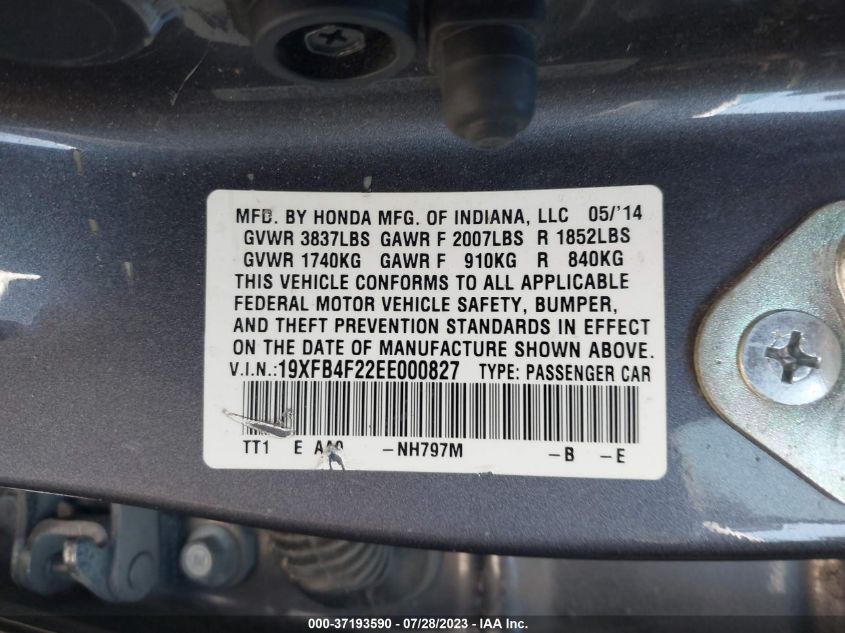 MFD. BY HONDA MFG. OF INDIANA, LLC 05/'14
GVWR 3837LBS GAWR F 2007LBS R 1852LBS
GVWR 1740KG GAWR F 910KG R 840KG
THIS VEHICLE CONFORMS TO ALL APPLICABLE
FEDERAL MOTOR VEHICLE SAFETY, BUMPER,
AND THEFT PREVENTION STANDARDS IN EFFECT
ON THE DATE OF MANUFACTURE SHOWN ABOVE.
V.I.N.:19XFB4F22EE000827 TYPE: PASSENGER CAR
TT1 E -NH797M -B -E
000-37193590 - 07/28/2023 - IAA Inc.